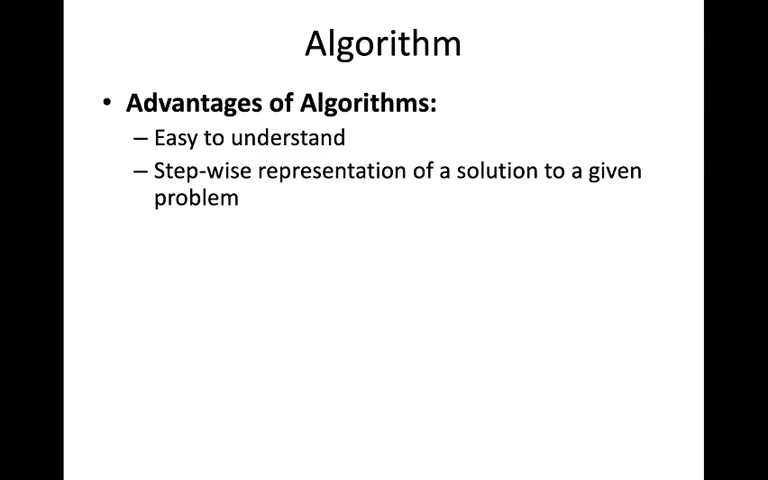 Algorithm
• Advantages of Algorithms:
– Easy to understand
– Step-wise representation of a solution to a given
problem